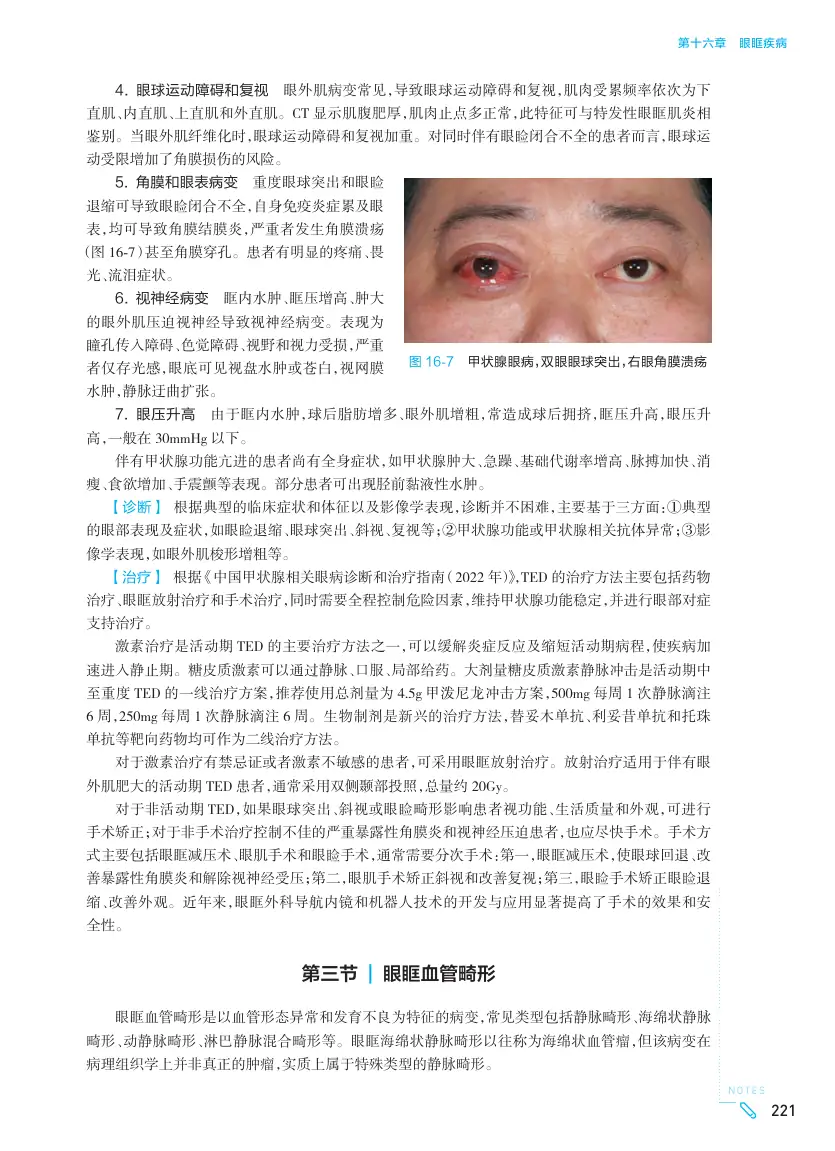 第十六章　眼眶疾病
4. 眼球运动障碍和复视　眼外肌病变常见，导致眼球运动障碍和复视，肌肉受累频率依次为下
直肌、内直肌、上直肌和外直肌。CT 显示肌腹肥厚，肌肉止点多正常，此特征可与特发性眼眶肌炎相
鉴别。当眼外肌纤维化时，眼球运动障碍和复视加重。对同时伴有眼睑闭合不全的患者而言，眼球运
动受限增加了角膜损伤的风险。
5. 角膜和眼表病变　重度眼球突出和眼睑
退缩可导致眼睑闭合不全，自身免疫炎症累及眼
表，均可导致角膜结膜炎，严重者发生角膜溃疡
（图 16-7）甚至角膜穿孔。患者有明显的疼痛、畏
光、流泪症状。
6. 视神经病变　眶内水肿、眶压增高、肿大
的眼外肌压迫视神经导致视神经病变。表现为
瞳孔传入障碍、色觉障碍、视野和视力受损，严重
者仅存光感，眼底可见视盘水肿或苍白，视网膜
水肿，静脉迂曲扩张。
图 16-7　甲状腺眼病，双眼眼球突出，右眼角膜溃疡
7. 眼压升高　由于眶内水肿，球后脂肪增多、眼外肌增粗，常造成球后拥挤，眶压升高，眼压升
高，一般在 30mmHg 以下。
伴有甲状腺功能亢进的患者尚有全身症状，如甲状腺肿大、急躁、基础代谢率增高、脉搏加快、消
瘦、食欲增加、手震颤等表现。部分患者可出现胫前黏液性水肿。
【诊断】　根据典型的临床症状和体征以及影像学表现，诊断并不困难，主要基于三方面：①典型
的眼部表现及症状，如眼睑退缩、眼球突出、斜视、复视等；②甲状腺功能或甲状腺相关抗体异常；③影
像学表现，如眼外肌梭形增粗等。
【治疗】　根据《中国甲状腺相关眼病诊断和治疗指南（2022 年）》，TED 的治疗方法主要包括药物
治疗、眼眶放射治疗和手术治疗，同时需要全程控制危险因素，维持甲状腺功能稳定，并进行眼部对症
支持治疗。
激素治疗是活动期 TED 的主要治疗方法之一，可以缓解炎症反应及缩短活动期病程，使疾病加
速进入静止期。糖皮质激素可以通过静脉、口服、局部给药。大剂量糖皮质激素静脉冲击是活动期中
至重度 TED 的一线治疗方案，推荐使用总剂量为 4.5g 甲泼尼龙冲击方案，500mg 每周 1 次静脉滴注
6 周，250mg 每周 1 次静脉滴注 6 周。生物制剂是新兴的治疗方法，替妥木单抗、利妥昔单抗和托珠
单抗等靶向药物均可作为二线治疗方法。
对于激素治疗有禁忌证或者激素不敏感的患者，可采用眼眶放射治疗。放射治疗适用于伴有眼
外肌肥大的活动期 TED 患者，通常采用双侧颞部投照，总量约 20Gy。
对于非活动期 TED，如果眼球突出、斜视或眼睑畸形影响患者视功能、生活质量和外观，可进行
手术矫正；对于非手术治疗控制不佳的严重暴露性角膜炎和视神经压迫患者，也应尽快手术。手术方
式主要包括眼眶减压术、眼肌手术和眼睑手术，通常需要分次手术：第一，眼眶减压术，使眼球回退、改
善暴露性角膜炎和解除视神经受压；第二，眼肌手术矫正斜视和改善复视；第三，眼睑手术矫正眼睑退
缩、改善外观。近年来，眼眶外科导航内镜和机器人技术的开发与应用显著提高了手术的效果和安
全性。
第三节｜眼眶血管畸形
眼眶血管畸形是以血管形态异常和发育不良为特征的病变，常见类型包括静脉畸形、海绵状静脉
畸形、动静脉畸形、淋巴静脉混合畸形等。眼眶海绵状静脉畸形以往称为海绵状血管瘤，但该病变在
病理组织学上并非真正的肿瘤，实质上属于特殊类型的静脉畸形。
NOTES
221